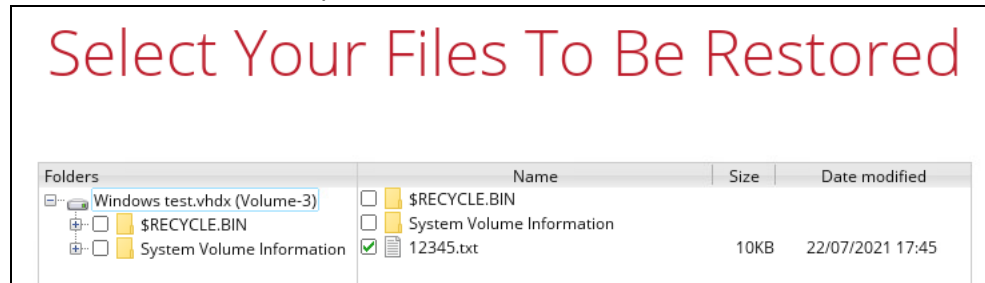 Select Your Files To Be Restored
Folders Name Size Date modified
Windows test.vhdx (Volume-3) $RECYCLE.BIN
$RECYCLE.BIN System Volume Information
System Volume Information 12345.txt 10KB 22/07/2021 17:45